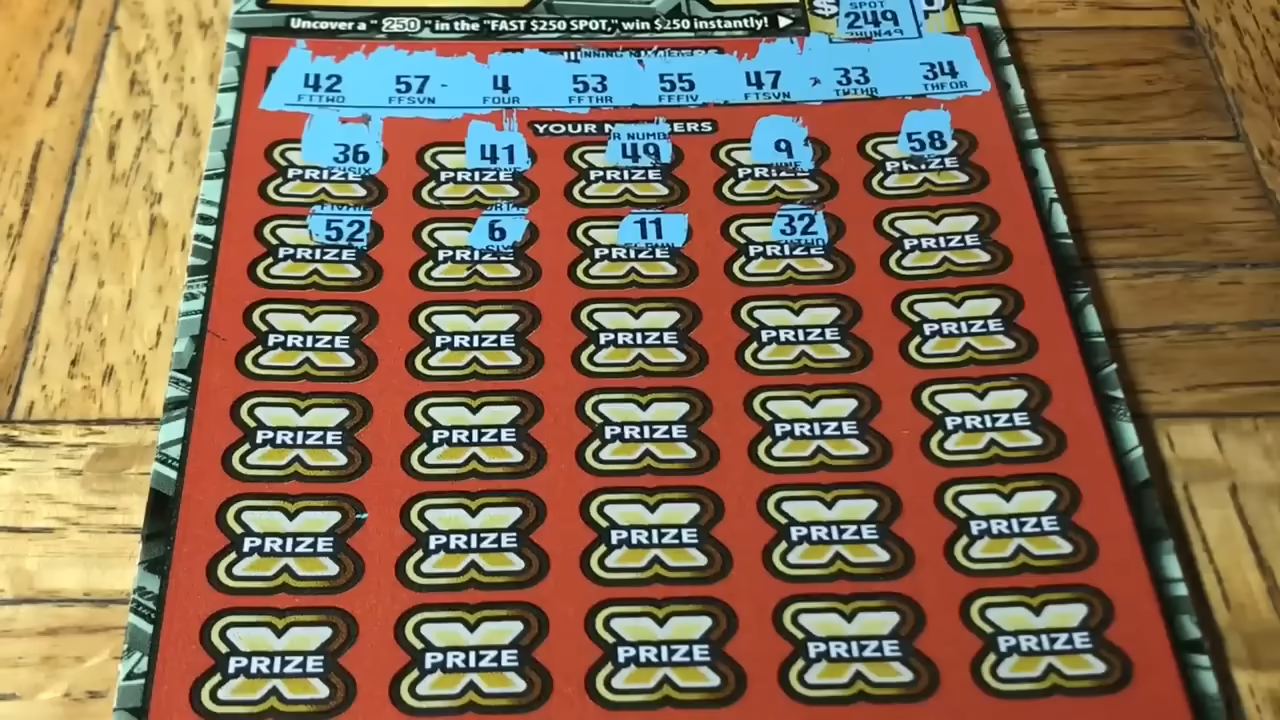 Uncover a "250" in the "FAST $250 SPOT," win $250 instantly!
SPOT
249
42 57 4 53 55 47 33 34
FTTWO FFSVN FOUR FFTHR FFFIV FTSVN TWTHR THFOR
YOUR NUMBERS
36 41 49 9 58
PRIZE PRIZE PRIZE PRIZE PRIZE
52 6 11 32
PRIZE PRIZE PRIZE PRIZE PRIZE
PRIZE PRIZE PRIZE PRIZE PRIZE
PRIZE PRIZE PRIZE PRIZE PRIZE
PRIZE PRIZE PRIZE PRIZE PRIZE
PRIZE PRIZE PRIZE PRIZE PRIZE